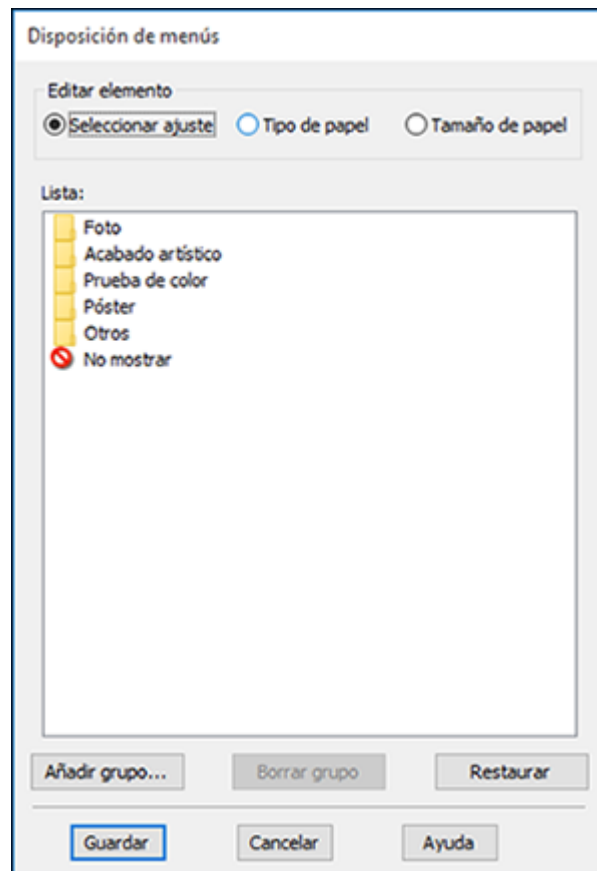 Disposición de menús
Editar elemento
Seleccionar ajuste Tipo de papel Tamaño de papel
Lista:
Foto
Acabado artístico
Prueba de color
Póster
Otros
No mostrar
Añadir grupo... Borrar grupo Restaurar
Guardar Cancelar Ayuda